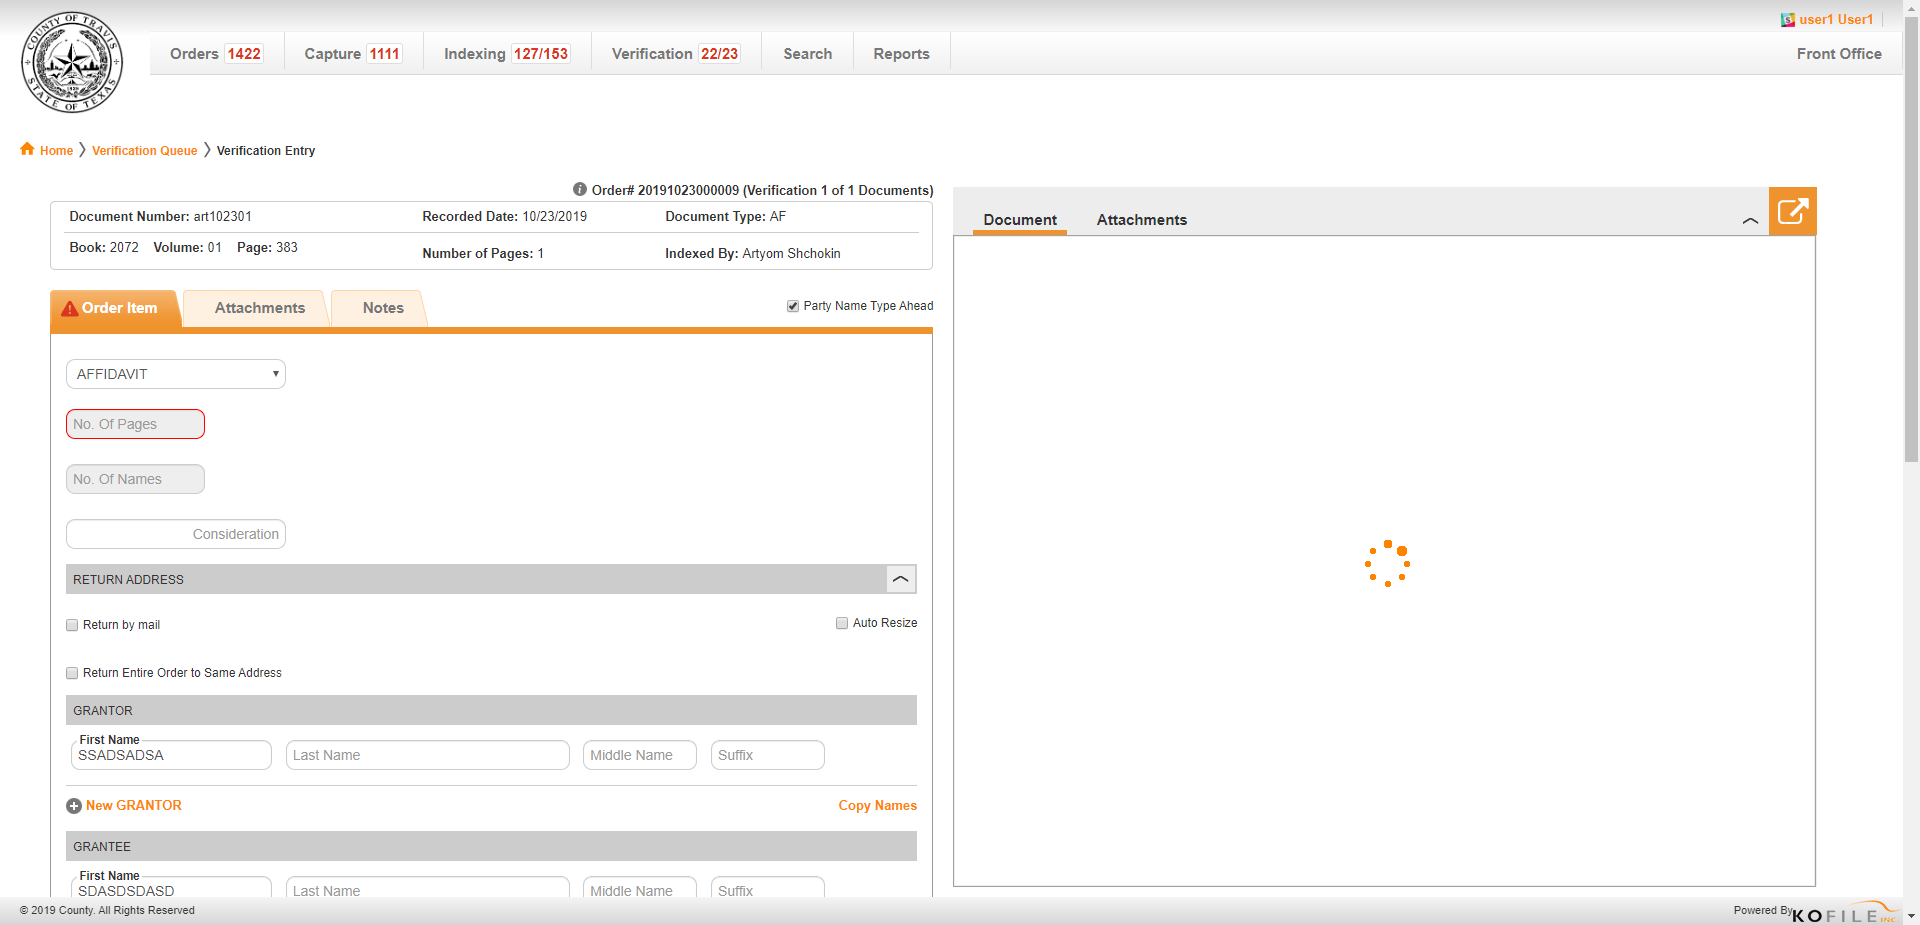 COUNTY OF TRAVIS
STATE OF TEXAS
user1 User1
Orders 1422
Capture 1111
Indexing 127/153
Verification 22/23
Search
Reports
Front Office
Home
Verification Queue
Verification Entry
Order# 20191023000009 (Verification 1 of 1 Documents)
Document Number: art102301
Recorded Date: 10/23/2019
Document Type: AF
Book: 2072 Volume: 01 Page: 383
Number of Pages: 1
Indexed By: Artyom Shchokin
Document
Attachments
Order Item
Attachments
Notes
Party Name Type Ahead
AFFIDAVIT
No. Of Pages
No. Of Names
Consideration
RETURN ADDRESS
Return by mail
Auto Resize
Return Entire Order to Same Address
GRANTOR
First Name
SSADSADSA
Last Name
Middle Name
Suffix
New GRANTOR
Copy Names
GRANTEE
First Name
SDASDSDASD
Last Name
Middle Name
Suffix
© 2019 County. All Rights Reserved
Powered By KOFILE INC.